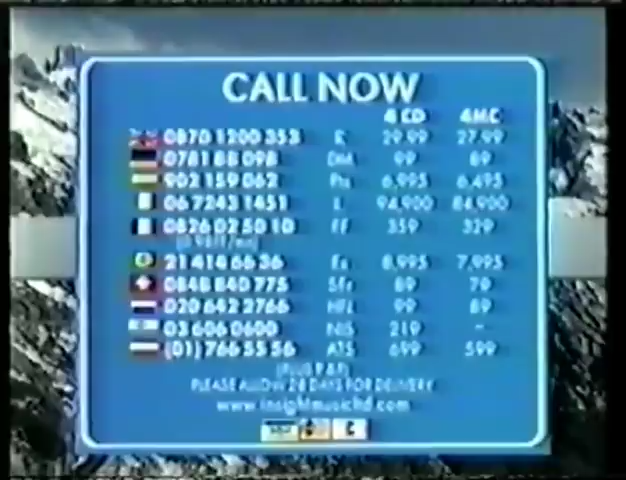 CALL NOW
4 CD 4MC
0870 1200 353 £ 29.99 27.99
0781 88 098 DM 99 89
902 159 062 Pts 6,995 6,495
06 7243 1451 L 94,900 84,900
0826 02 50 10 FF 359 329
21 414 66 36 Es 8,995 7,995
0848 840 775 SFr 89 79
020 642 2766 HFL 99 89
03 606 0600 NIS 219 -
(01) 766 55 56 ATS 699 599
(PLUS P&P)
PLEASE ALLOW 28 DAYS FOR DELIVERY
www.insightmusicltd.com